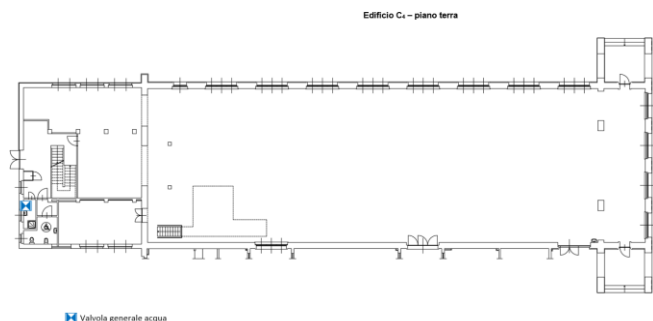 Edificio C₄ – piano terra
Valvola generale acqua